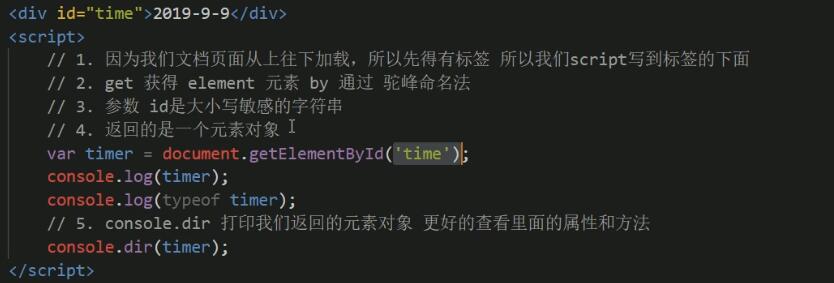 <div id="time">2019-9-9</div>
<script>
// 1. 因为我们文档页面从上往下加载，所以先得有标签 所以我们script写到标签的下面
// 2. get 获得 element 元素 by 通过 驼峰命名法
// 3. 参数 id是大小写敏感的字符串
// 4. 返回的是一个元素对象
var timer = document.getElementById('time');
console.log(timer);
console.log(typeof timer);
// 5. console.dir 打印我们返回的元素对象 更好的查看里面的属性和方法
console.dir(timer);
</script>